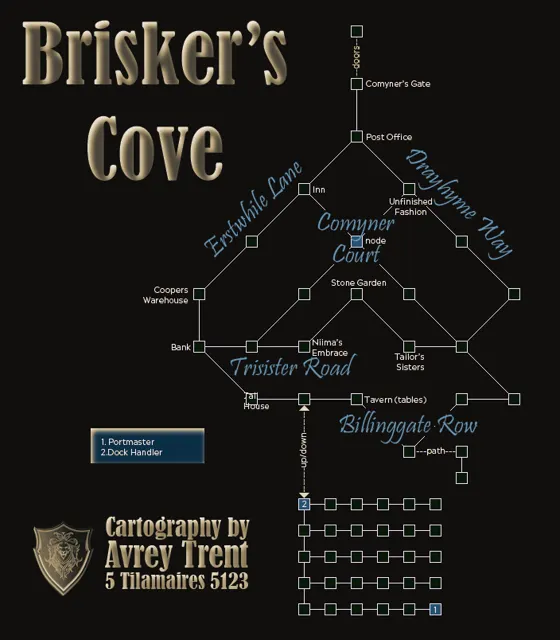 Brisker's
Cove
doors
Comyner's Gate
Post Office
Erstwhile Lane
Drayhyme Way
Inn
Unfinished
Fashion
Comyner
Court
node
Stone Garden
Coopers
Warehouse
Bank
Niima's
Embrace
Tailor's
Sisters
Trisister Road
Tall
House
Tavern (tables)
Billinggate Row
up/down
path
1. Portmaster
2.Dock Handler
2
1
Cartography by
Avrey Trent
5 Tilamaires 5123